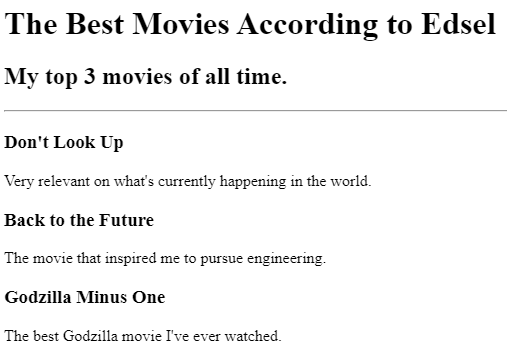 The Best Movies According to Edsel
My top 3 movies of all time.
Don't Look Up
Very relevant on what's currently happening in the world.
Back to the Future
The movie that inspired me to pursue engineering.
Godzilla Minus One
The best Godzilla movie I've ever watched.